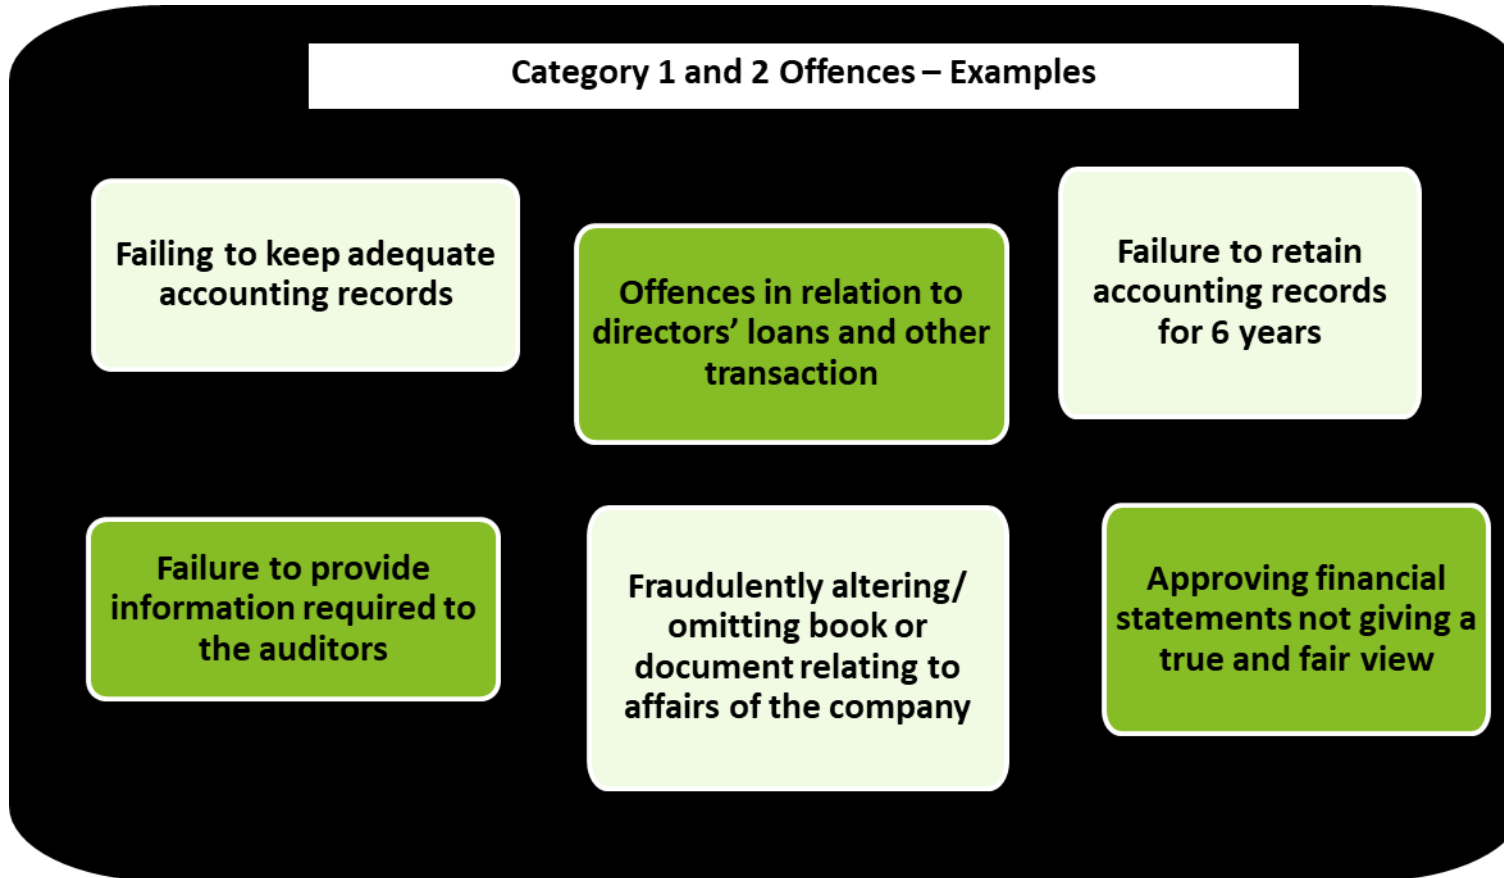 Category 1 and 2 Offences – Examples
Failing to keep adequate
accounting records
Offences in relation to
directors’ loans and other
transaction
Failure to retain
accounting records
for 6 years
Failure to provide
information required to
the auditors
Fraudulently altering/
omitting book or
document relating to
affairs of the company
Approving financial
statements not giving a
true and fair view